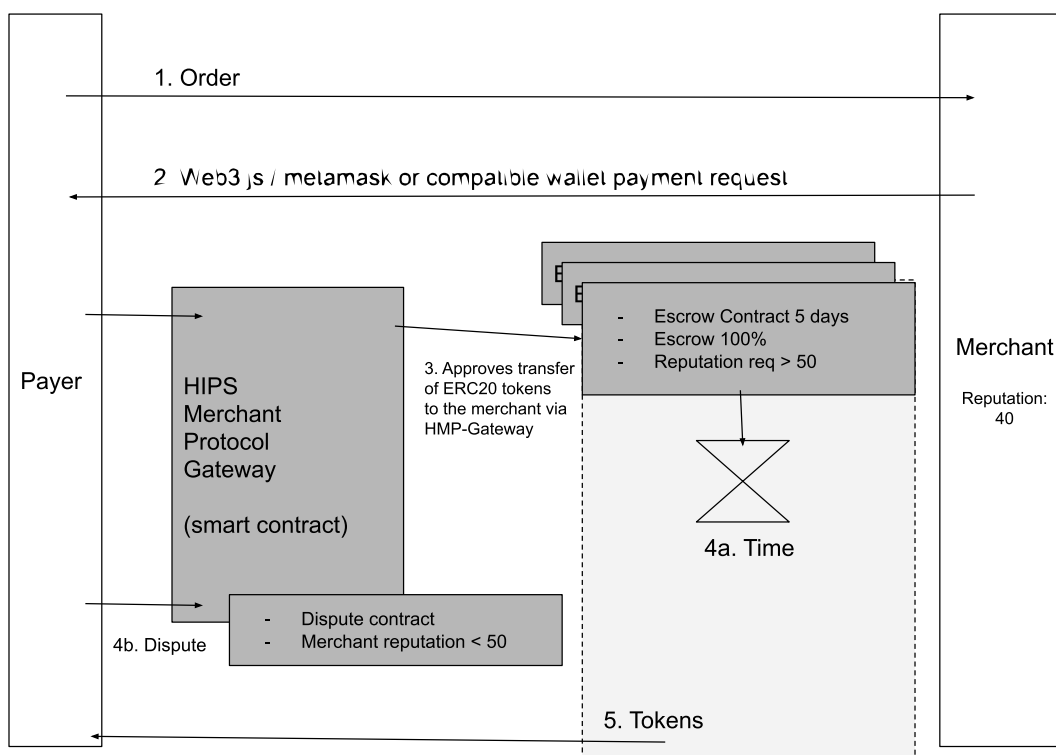 1. Order
2 Web3 js / metamask or compatible wallet payment request
- Escrow Contract 5 days
- Escrow 100%
- Reputation req > 50
Payer
HIPS
Merchant
Protocol
Gateway
(smart contract)
3. Approves transfer
of ERC20 tokens
to the merchant via
HMP-Gateway
Merchant
Reputation:
40
4a. Time
- Dispute contract
- Merchant reputation < 50
4b. Dispute
5. Tokens